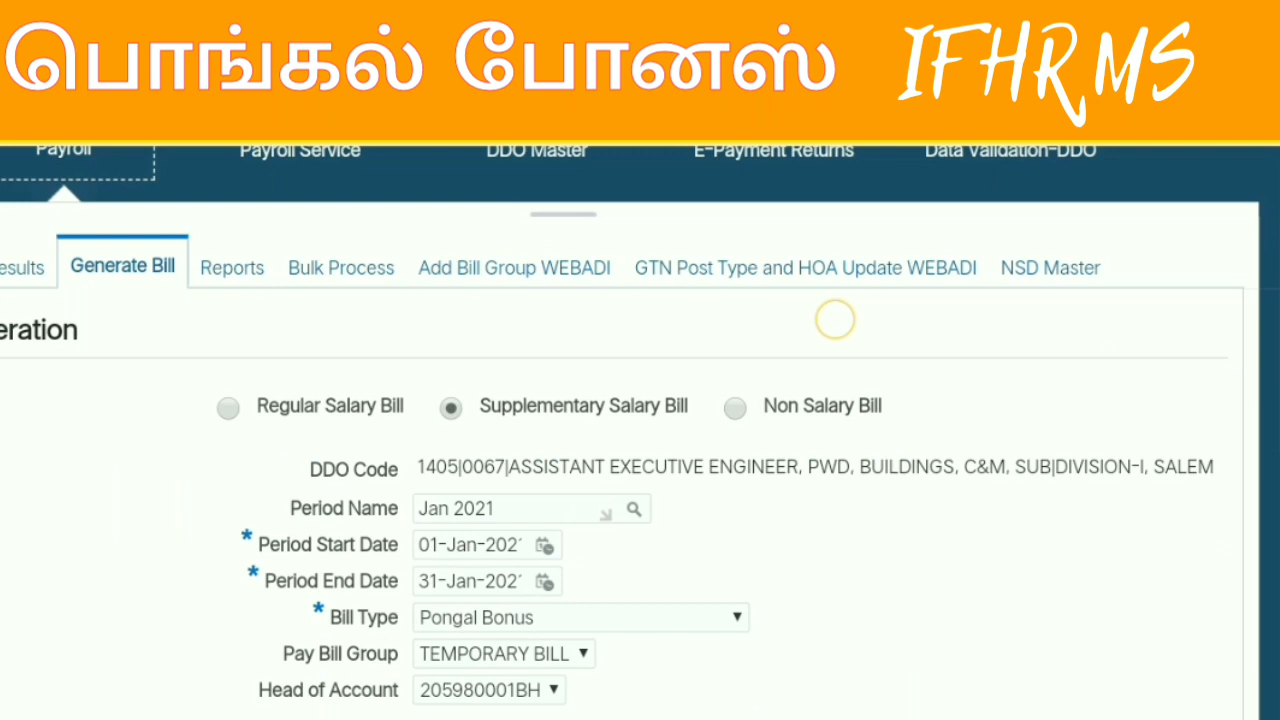 பொங்கல் போனஸ் IFHRMS
Payroll Payroll Service DDO Master E-Payment Returns Data Validation-DDO
esults Generate Bill Reports Bulk Process Add Bill Group WEBADI GTN Post Type and HOA Update WEBADI NSD Master
eration
Regular Salary Bill Supplementary Salary Bill Non Salary Bill
DDO Code 1405|0067|ASSISTANT EXECUTIVE ENGINEER, PWD, BUILDINGS, C&M, SUB|DIVISION-I, SALEM
Period Name Jan 2021
* Period Start Date 01-Jan-202
* Period End Date 31-Jan-202
* Bill Type Pongal Bonus
Pay Bill Group TEMPORARY BILL
Head of Account 205980001BH